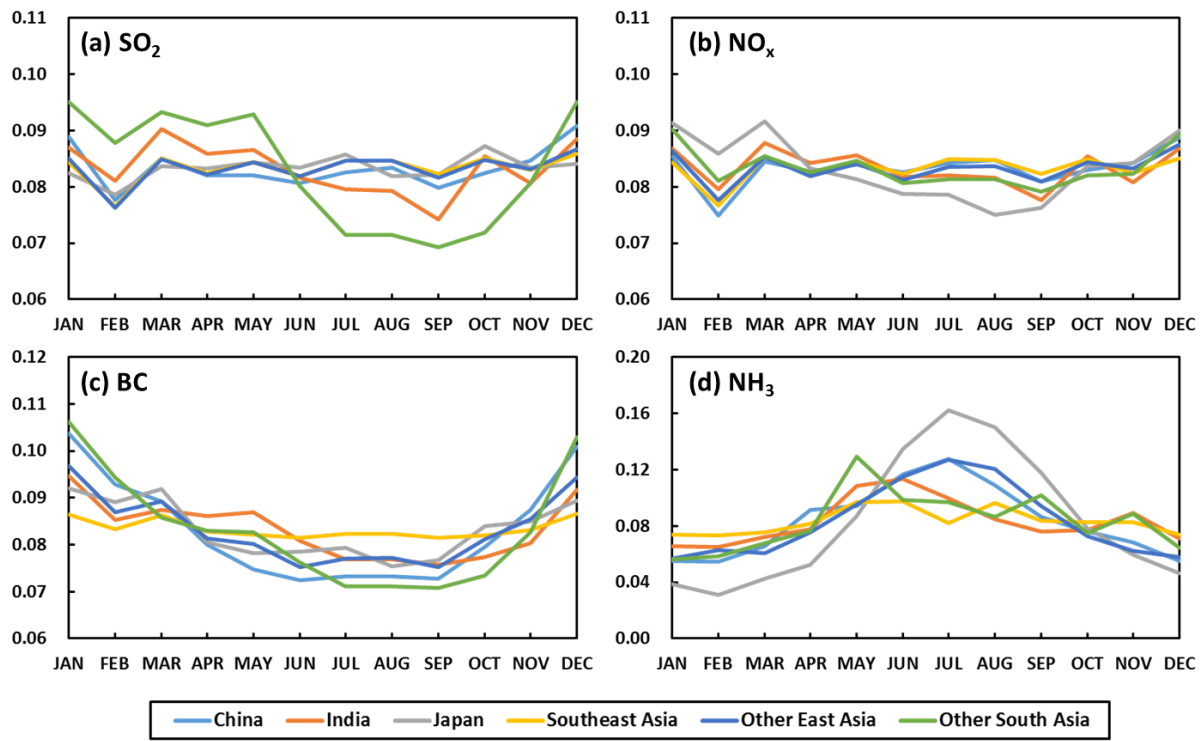 (a) SO2
0.11
0.10
0.09
0.08
0.07
0.06
JAN FEB MAR APR MAY JUN JUL AUG SEP OCT NOV DEC
(b) NOx
0.11
0.10
0.09
0.08
0.07
0.06
JAN FEB MAR APR MAY JUN JUL AUG SEP OCT NOV DEC
(c) BC
0.12
0.11
0.10
0.09
0.08
0.07
0.06
JAN FEB MAR APR MAY JUN JUL AUG SEP OCT NOV DEC
(d) NH3
0.20
0.16
0.12
0.08
0.04
0.00
JAN FEB MAR APR MAY JUN JUL AUG SEP OCT NOV DEC
China India Japan Southeast Asia Other East Asia Other South Asia